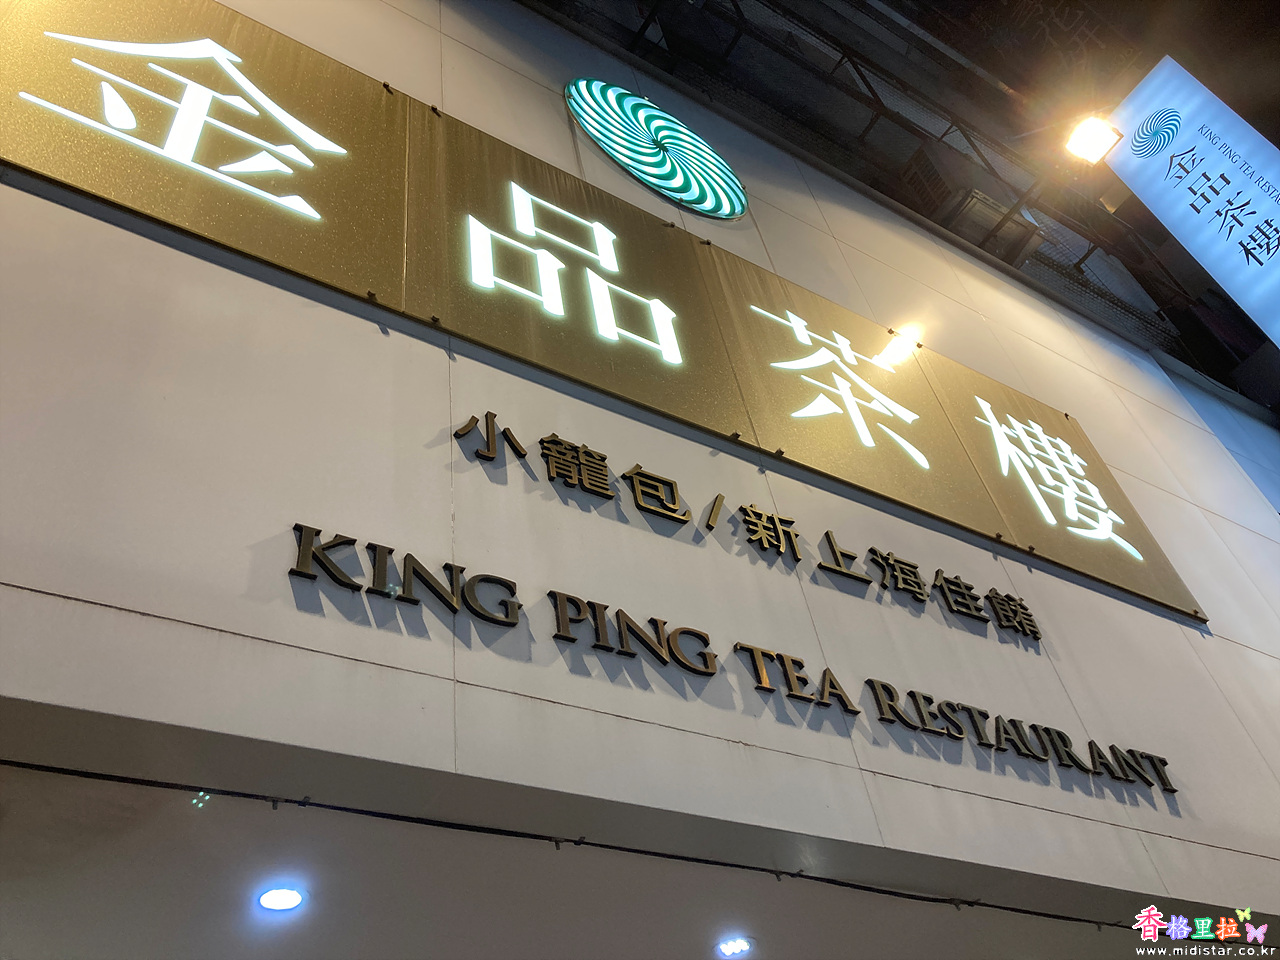 金品茶樓
小籠包/新上海佳餚
KING PING TEA RESTAURANT
KING PING TEA
金品茶樓
香格里拉
www.midistar.co.kr